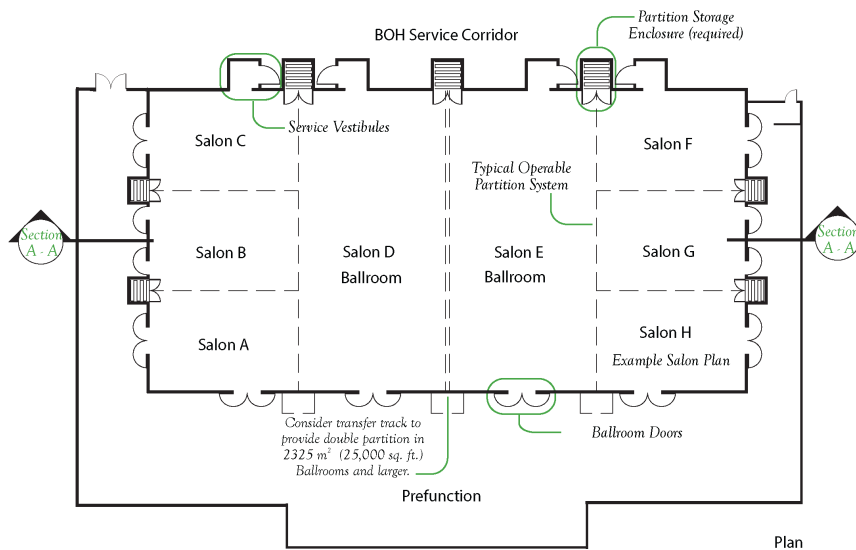 Partition Storage
Enclosure (required)
BOH Service Corridor
Service Vestibules
Salon C
Salon F
Typical Operable
Partition System
Section
A - A
Section
A - A
Salon B
Salon D
Ballroom
Salon E
Ballroom
Salon G
Salon A
Salon H
Example Salon Plan
Consider transfer track to
provide double partition in
2325 m² (25,000 sq. ft.)
Ballrooms and larger.
Ballroom Doors
Prefunction
Plan